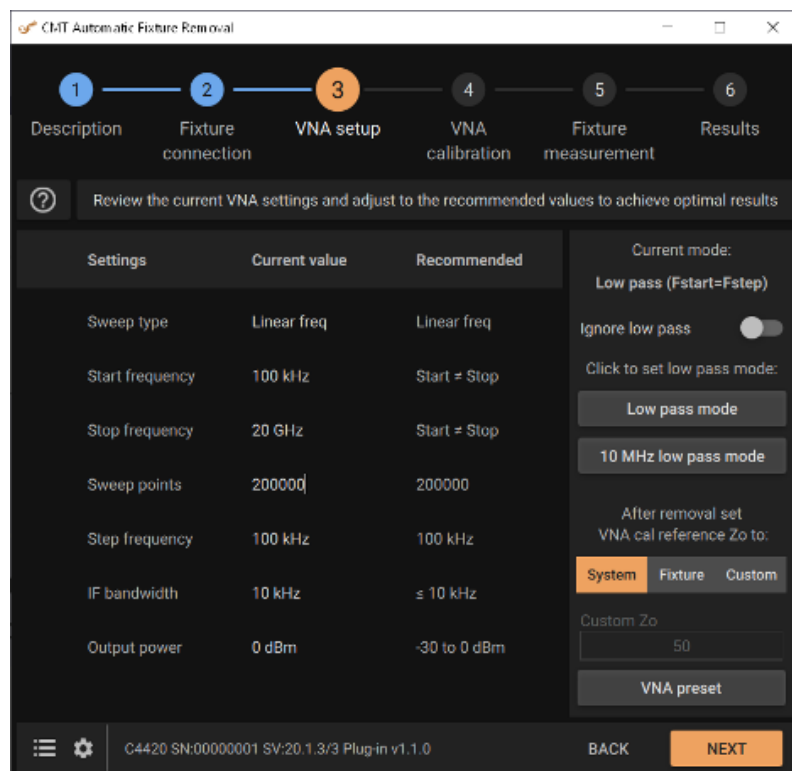 CMT Automatic Fixture Removal
1 2 3 4 5 6
Description Fixture connection VNA setup VNA calibration Fixture measurement Results
Review the current VNA settings and adjust to the recommended values to achieve optimal results
Settings Current value Recommended
Sweep type Linear freq Linear freq
Start frequency 100 kHz Start ≠ Stop
Stop frequency 20 GHz Start ≠ Stop
Sweep points 200000 200000
Step frequency 100 kHz 100 kHz
IF bandwidth 10 kHz ≤ 10 kHz
Output power 0 dBm -30 to 0 dBm
Current mode:
Low pass (Fstart=Fstep)
Ignore low pass
Click to set low pass mode:
Low pass mode
10 MHz low pass mode
After removal set
VNA cal reference Zo to:
System Fixture Custom
Custom Zo
50
VNA preset
C4420 SN:00000001 SV:20.1.3/3 Plug-in v1.1.0
BACK NEXT